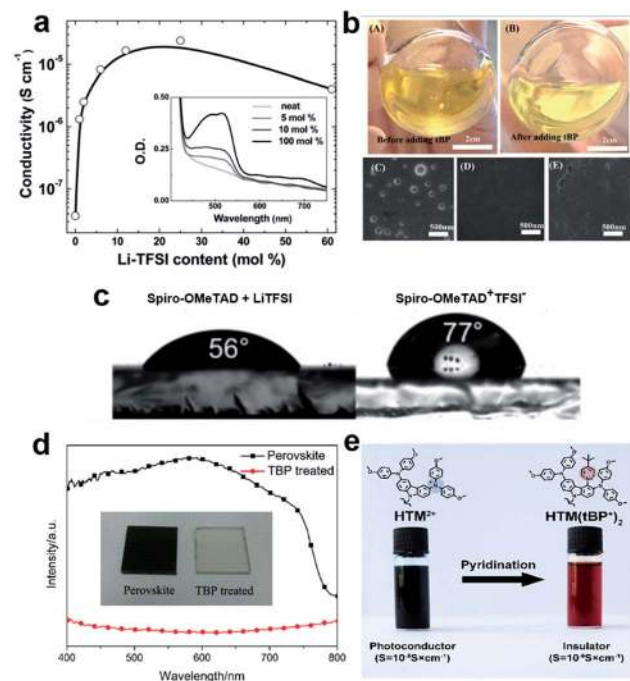 a
Conductivity (S cm⁻¹)
10⁻⁵
10⁻⁶
10⁻⁷
0 10 20 30 40 50 60
Li-TFSI content (mol %)
O.D.
0.50
0.25
0.00
neat
5 mol %
10 mol %
100 mol %
500 600 700
Wavelength (nm)
b
(A)
Before adding tBP
2cm
(B)
After adding tBP
2cm
(C)
500nm
(D)
500nm
(E)
500nm
c
Spiro-OMeTAD + LiTFSI
56°
Spiro-OMeTAD⁺TFSI⁻
77°
d
Intensity/a.u.
Perovskite
TBP treated
Perovskite
TBP treated
400 500 600 700 800
Wavelength/nm
e
HTM²⁺
HTM(tBP⁺)₂
Pyridination
Photoconductor
Insulator